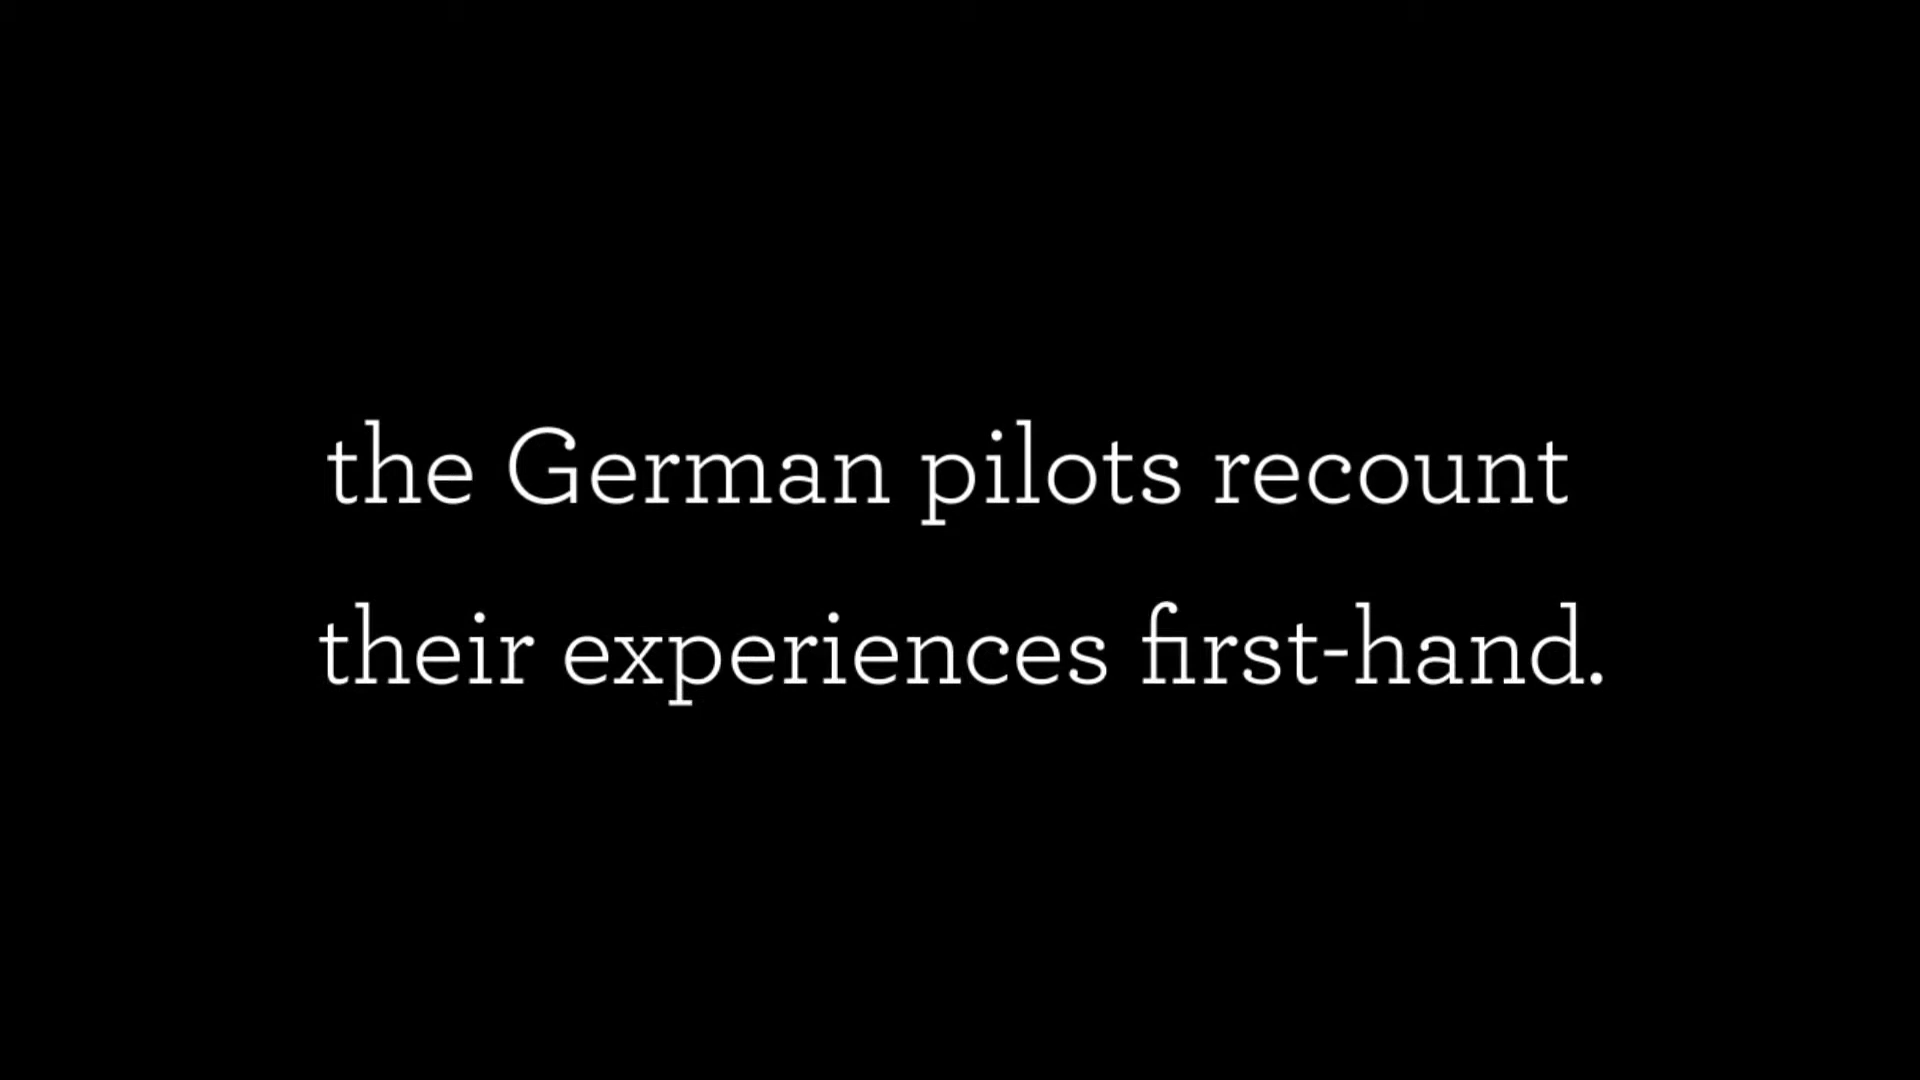 the German pilots recount
their experiences first-hand.